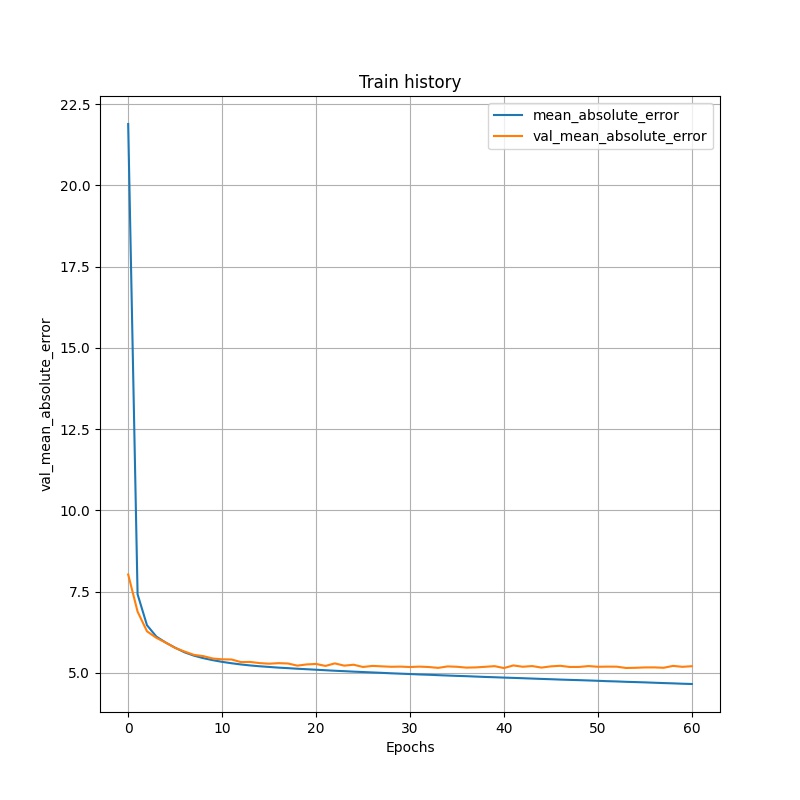 Train history
22.5
20.0
17.5
15.0
12.5
10.0
7.5
5.0
val_mean_absolute_error
mean_absolute_error
val_mean_absolute_error
0 10 20 30 40 50 60
Epochs